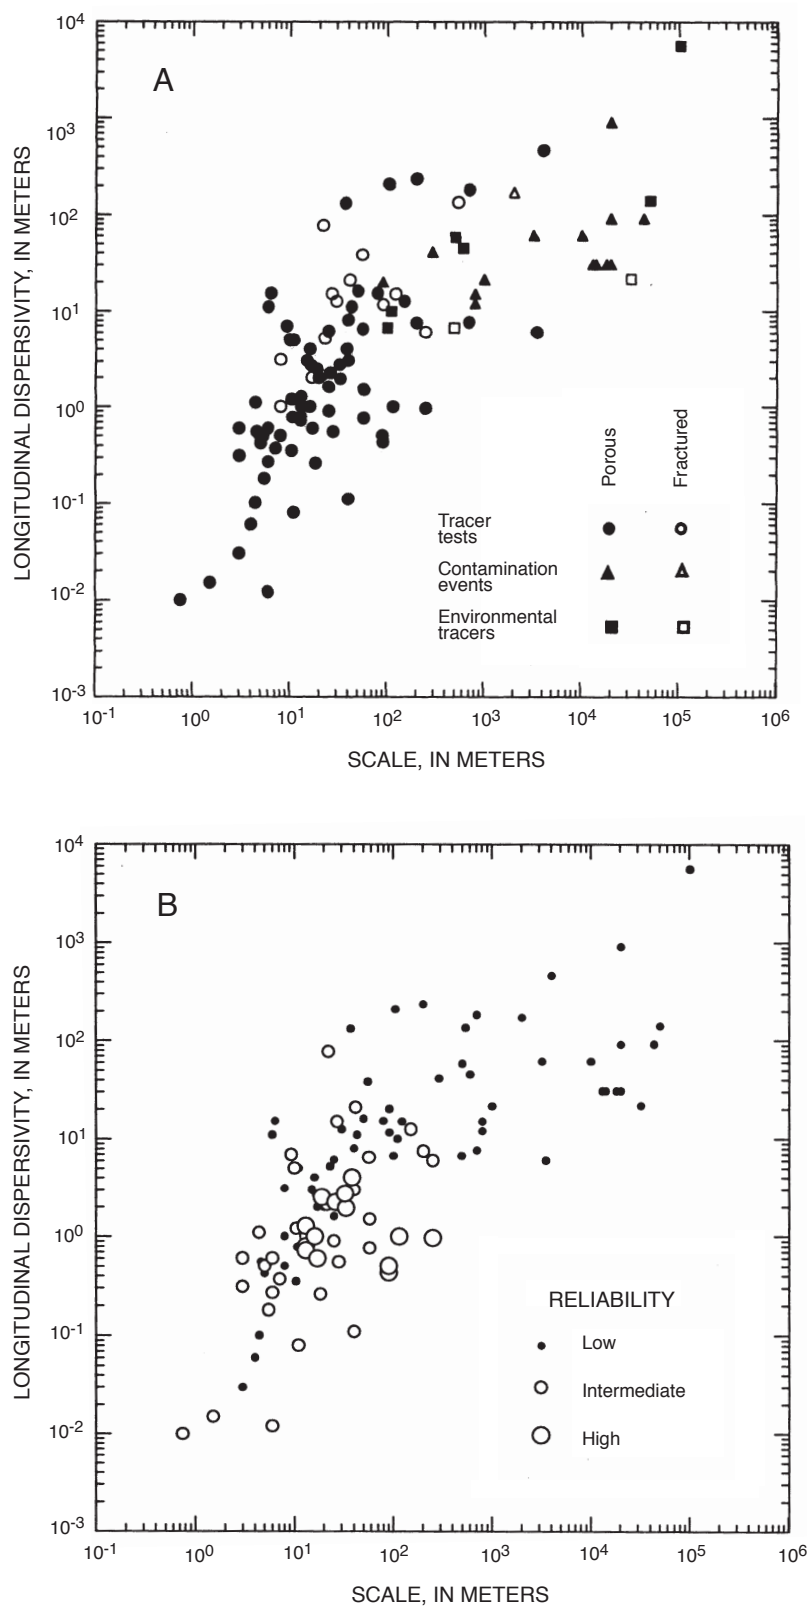 A
LONGITUDINAL DISPERSIVITY, IN METERS
10⁴
10³
10²
10¹
10⁰
10⁻¹
10⁻²
10⁻³
Porous
Fractured
Tracer
tests
Contamination
events
Environmental
tracers
10⁻¹ 10⁰ 10¹ 10² 10³ 10⁴ 10⁵ 10⁶
SCALE, IN METERS
B
LONGITUDINAL DISPERSIVITY, IN METERS
10⁴
10³
10²
10¹
10⁰
10⁻¹
10⁻²
10⁻³
RELIABILITY
Low
Intermediate
High
10⁻¹ 10⁰ 10¹ 10² 10³ 10⁴ 10⁵ 10⁶
SCALE, IN METERS